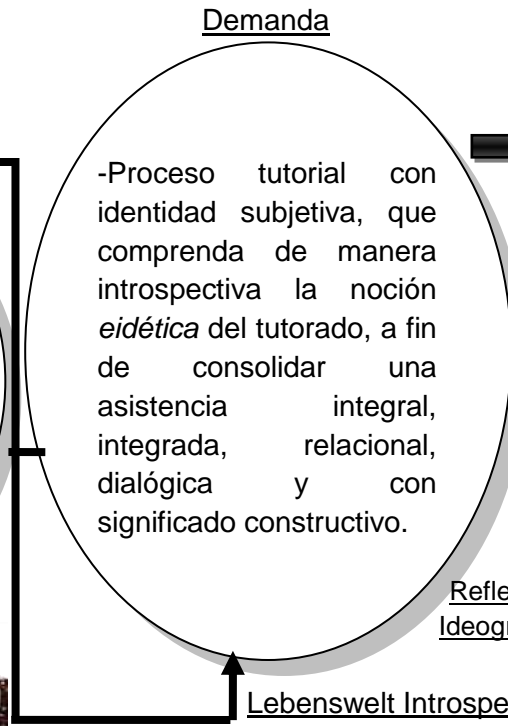 Demanda
-Proceso tutorial con
identidad subjetiva, que
comprenda de manera
introspectiva la noción
eidética del tutorado, a fin
de consolidar una
asistencia integral,
integrada, relacional,
dialógica y con
significado constructivo.
Lebenswelt